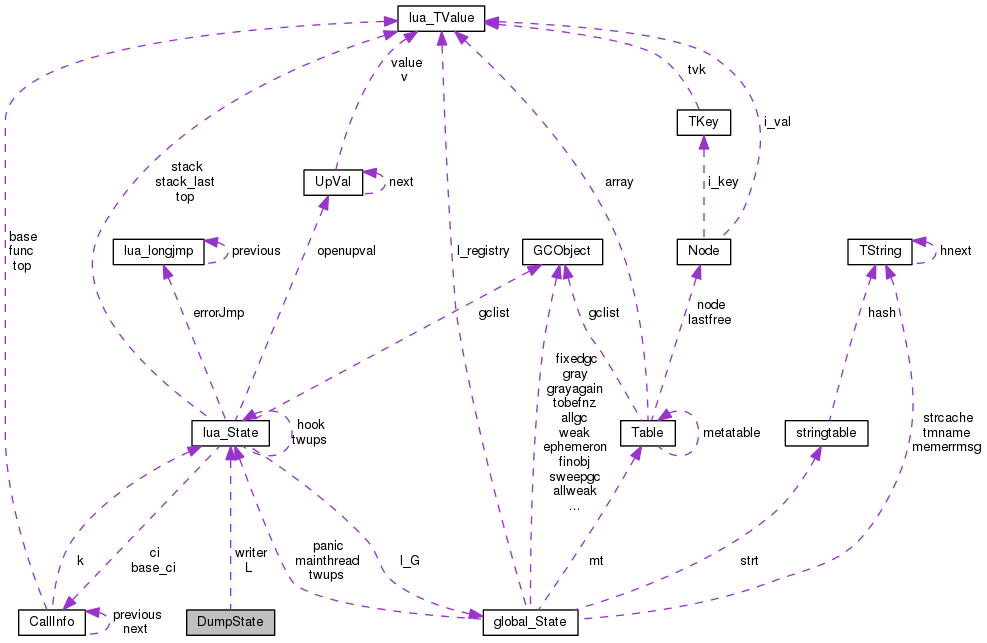 lua_TValue
value
v
tvk
TKey
i_val
stack
stack_last
top
UpVal
next
array
i_key
base
func
top
lua_longjmp
previous
openupval
l_registry
GCObject
Node
TString
hnext
errorJmp
gclist
gclist
node
lastfree
hash
fixedgc
gray
grayagain
tobefnz
allgc
weak
ephemeron
finobj
sweepgc
allweak
...
lua_State
hook
twups
Table
metatable
stringtable
strcache
tmname
memerrmsg
k
ci
base_ci
writer
L
panic
mainthread
twups
l_G
mt
strt
CallInfo
previous
next
DumpState
global_State